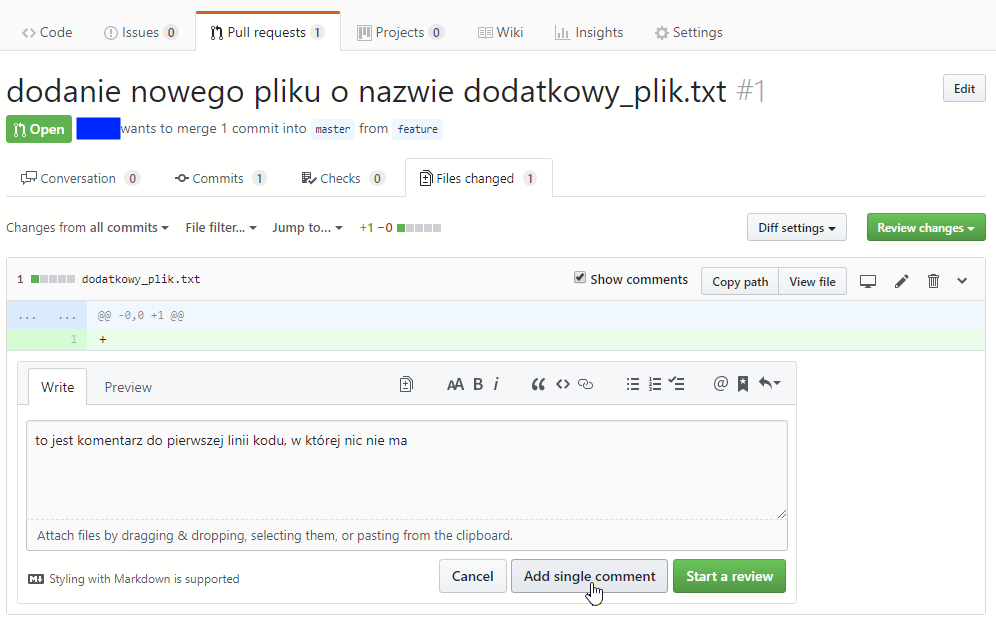 Code Issues 0 Pull requests 1 Projects 0 Wiki Insights Settings
dodanie nowego pliku o nazwie dodatkowy_plik.txt #1 Edit
Open wants to merge 1 commit into master from feature
Conversation 0 Commits 1 Checks 0 Files changed 1
Changes from all commits File filter... Jump to... +1 −0 Diff settings Review changes
1 dodatkowy_plik.txt Show comments Copy path View file
... ... @@ -0,0 +1 @@
1 +
Write Preview AA B i
to jest komentarz do pierwszej linii kodu, w której nic nie ma
Attach files by dragging & dropping, selecting them, or pasting from the clipboard.
Styling with Markdown is supported Cancel Add single comment Start a review